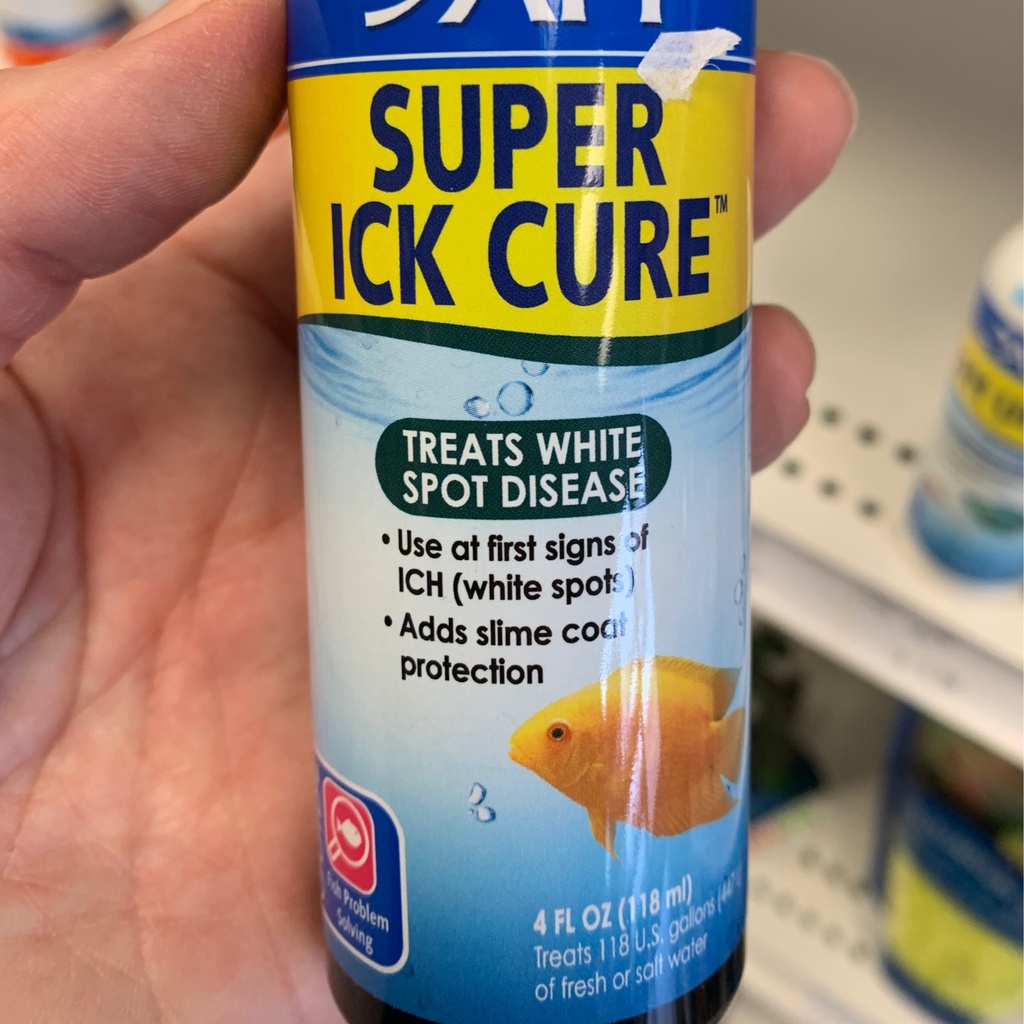 SUPER
ICK CURE™
TREATS WHITE
SPOT DISEASE
• Use at first signs of
ICH (white spots)
• Adds slime coat
protection
Fish Problem
Solving
4 FL OZ (118 ml)
Treats 118 U.S. gallons
of fresh or salt water